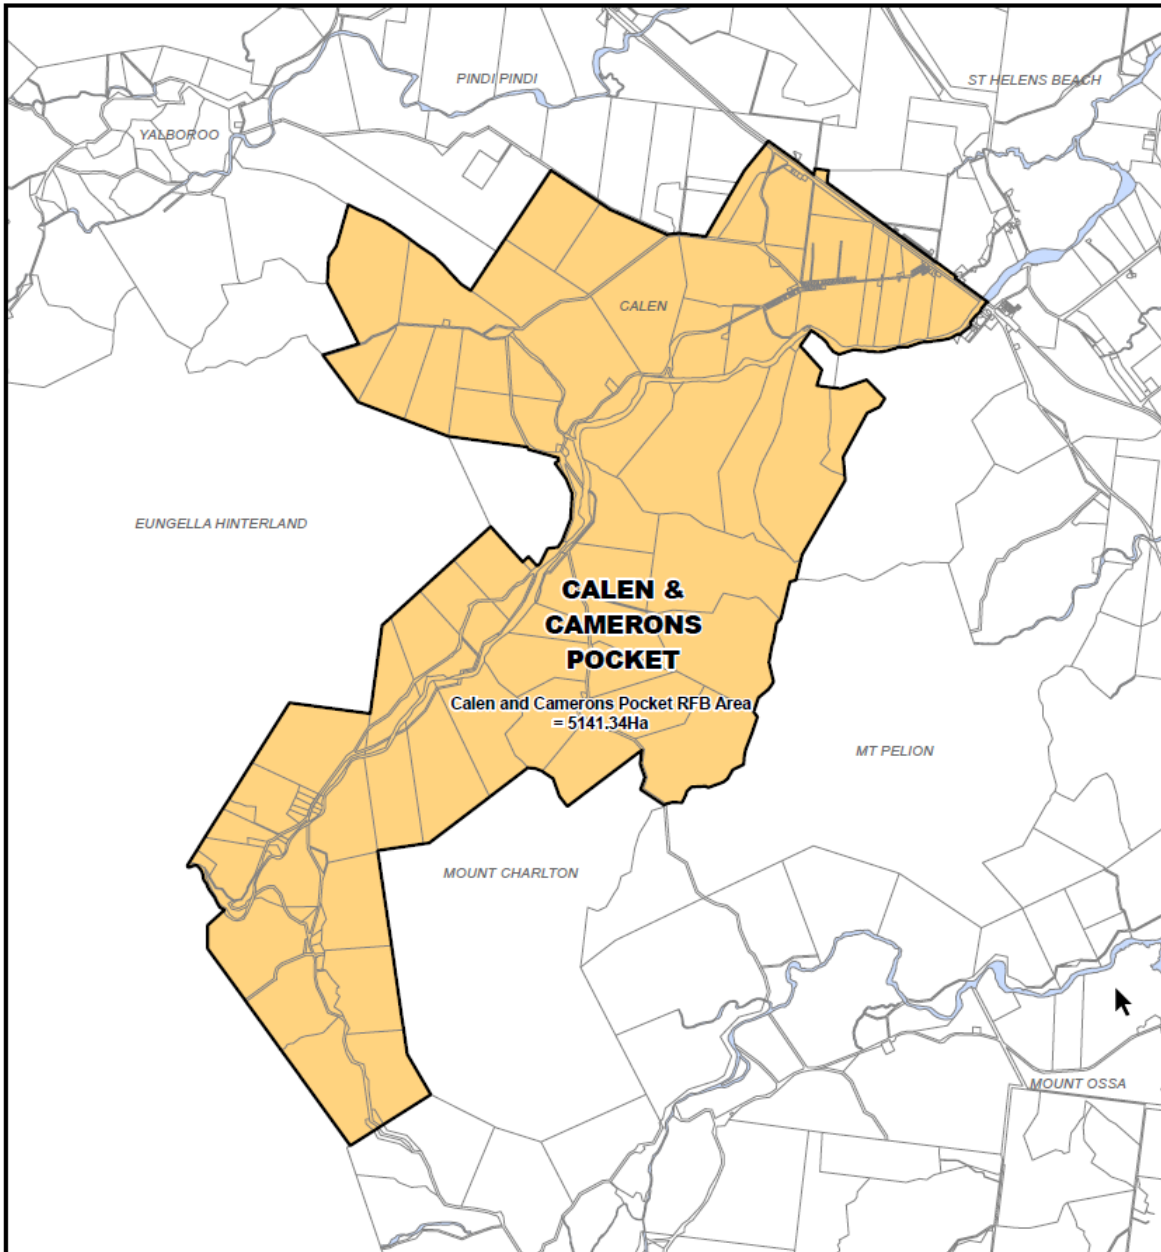 PINDI PINDI
ST HELENS BEACH
YALBOROO
CALEN
EUNGELLA HINTERLAND
CALEN &
CAMERONS
POCKET
Calen and Camerons Pocket RFB Area
= 5141.34Ha
MT PELION
MOUNT CHARLTON
MOUNT OSSA